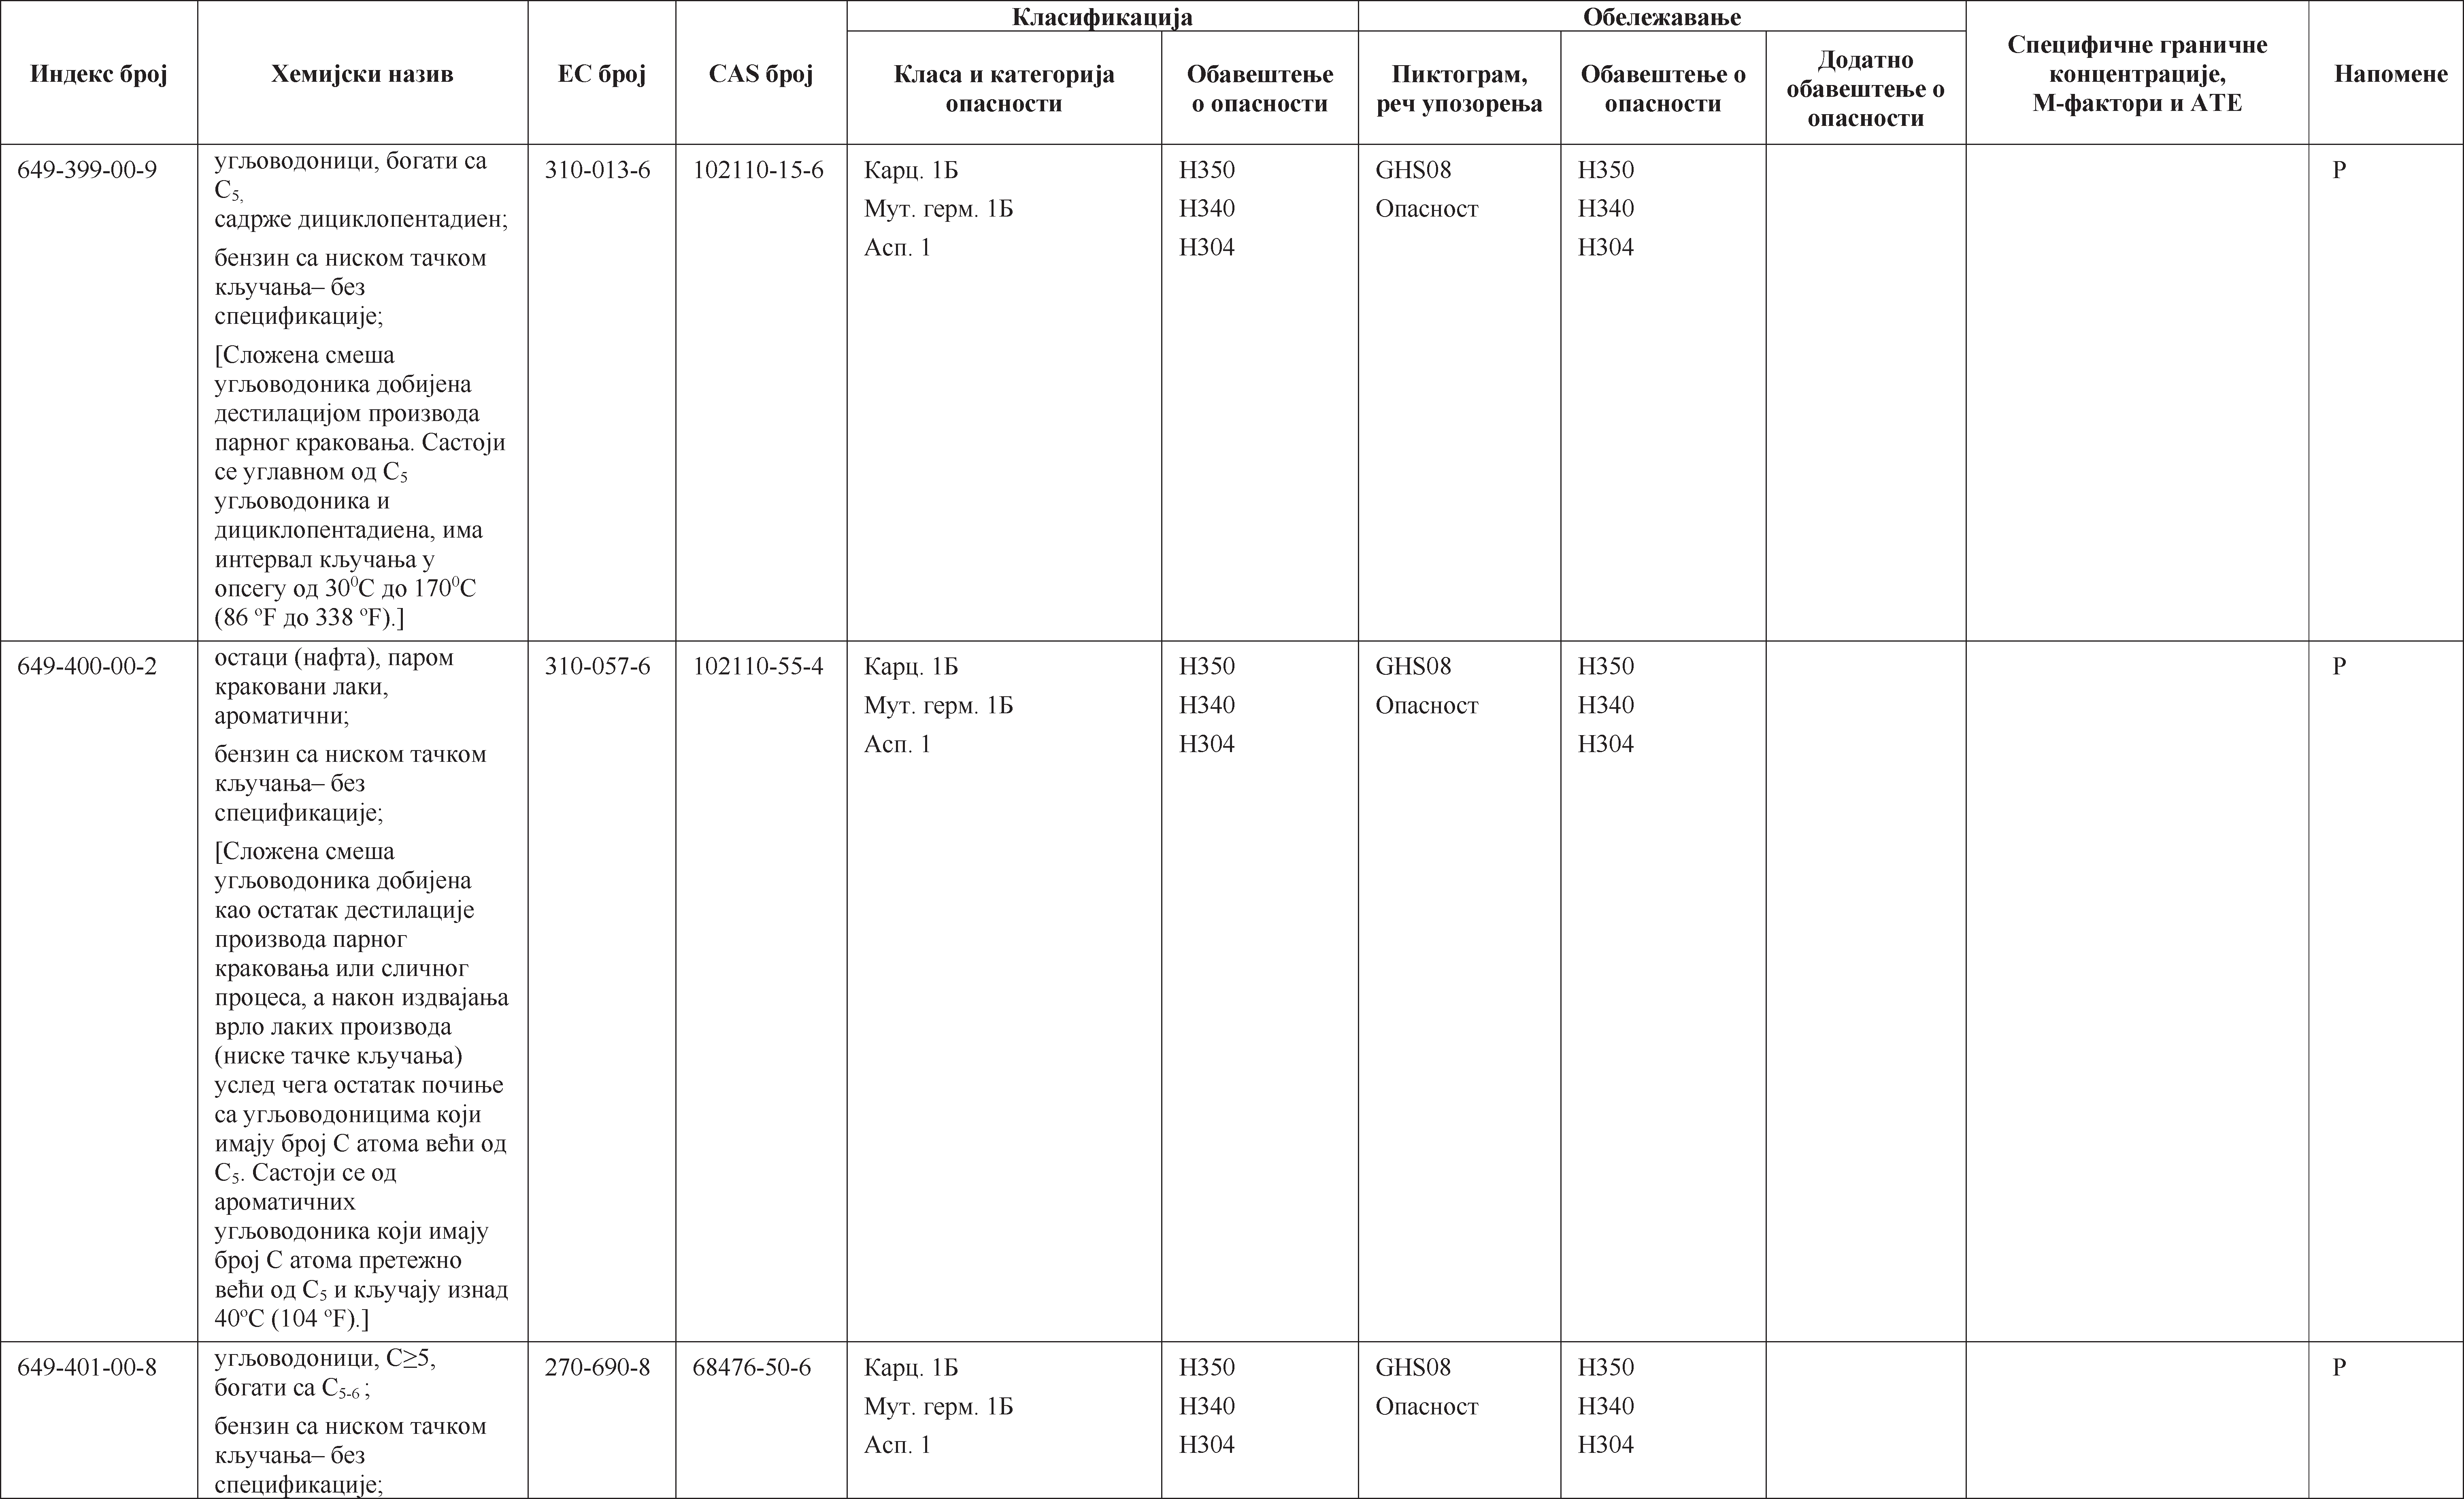 Индекс број
Хемијски назив
ЕС број
CAS број
Класификација
Класа и категорија
опасности
Обавештење
о опасности
Обележавање
Пиктограм,
реч упозорења
Обавештење о
опасности
Додатно
обавештење о
опасности
Специфичне граничне
концентрације,
М-фактори и АТЕ
Напомене
649-399-00-9
угљоводоници, богати са
C5,
садрже дициклопентадиен;
бензин са ниском тачком
кључања– без
спецификације;
[Сложена смеша
угљоводоника добијена
дестилацијом производа
парног краковања. Састоји
се углавном од C5
угљоводоника и
дициклопентадиена, има
интервал кључања у
опсегу од 30⁰C до 170⁰C
(86 ºF до 338 ºF).]
310-013-6
102110-15-6
Карц. 1Б
Мут. герм. 1Б
Асп. 1
H350
H340
H304
GHS08
Опасност
H350
H340
H304
P
649-400-00-2
остаци (нафта), паром
краковани лаки,
ароматични;
бензин са ниском тачком
кључања– без
спецификације;
[Сложена смеша
угљоводоника добијена
као остатак дестилације
производа парног
краковања или сличног
процеса, а након издвајања
врло лаких производа
(ниске тачке кључања)
услед чега остатак почиње
са угљоводоницима који
имају број C атома већи од
C5. Састоји се од
ароматичних
угљоводоника који имају
број C атома претежно
већи од C5 и кључају изнад
40ºC (104 ºF).]
310-057-6
102110-55-4
Карц. 1Б
Мут. герм. 1Б
Асп. 1
H350
H340
H304
GHS08
Опасност
H350
H340
H304
P
649-401-00-8
угљоводоници, C≥5,
богати са C5-6 ;
бензин са ниском тачком
кључања– без
спецификације;
270-690-8
68476-50-6
Карц. 1Б
Мут. герм. 1Б
Асп. 1
H350
H340
H304
GHS08
Опасност
H350
H340
H304
P